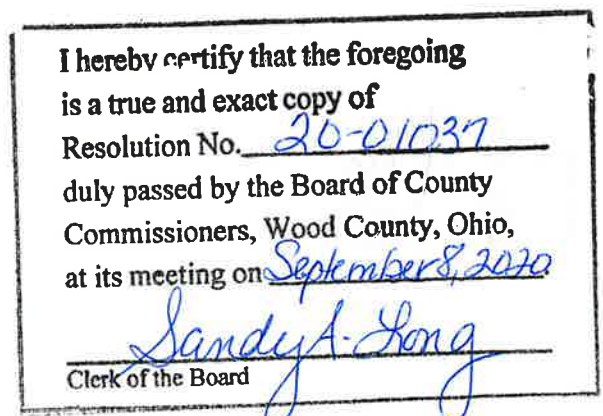 I hereby certify that the foregoing
is a true and exact copy of
Resolution No. 20-01037
duly passed by the Board of County
Commissioners, Wood County, Ohio,
at its meeting on September 8, 2020
Sandy A. Long
Clerk of the Board